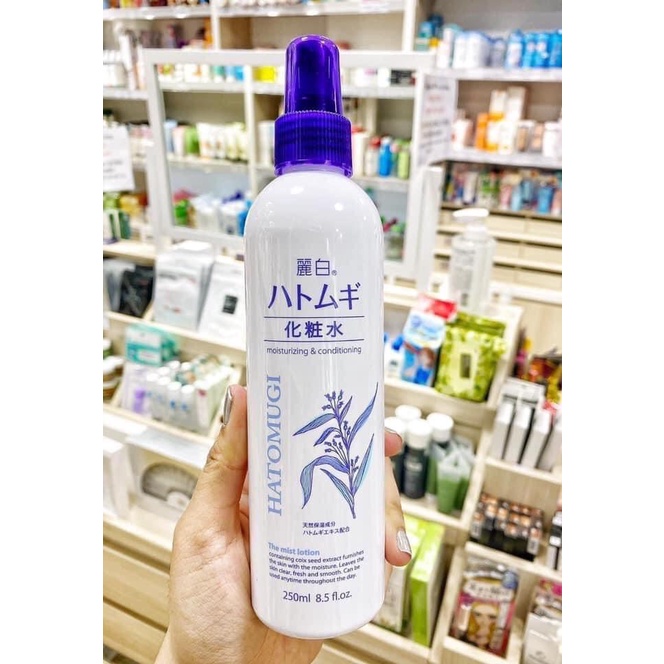 麗白®
ハトムギ
化粧水
moisturizing & conditioning
HATOMUGI
天然保湿成分
ハトムギエキス配合
The mist lotion
containing coix seed extract furnishes
the skin with the moisture. Leaves the
skin clear, fresh and smooth. Can be
used anytime throughout the day.
250ml 8.5 fl.oz.